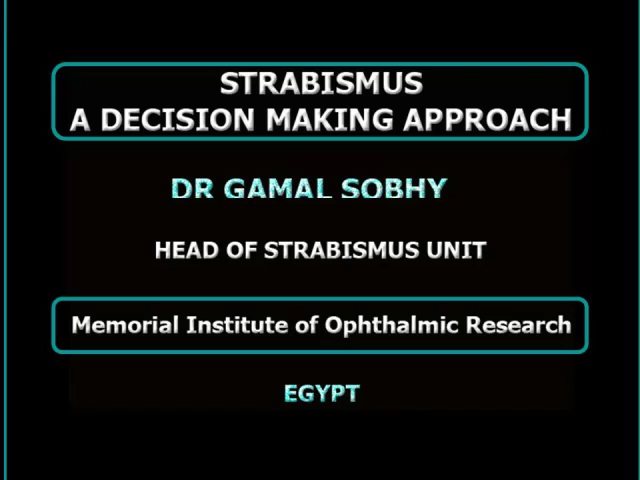 STRABISMUS
A DECISION MAKING APPROACH
DR GAMAL SOBHY
HEAD OF STRABISMUS UNIT
Memorial Institute of Ophthalmic Research
EGYPT